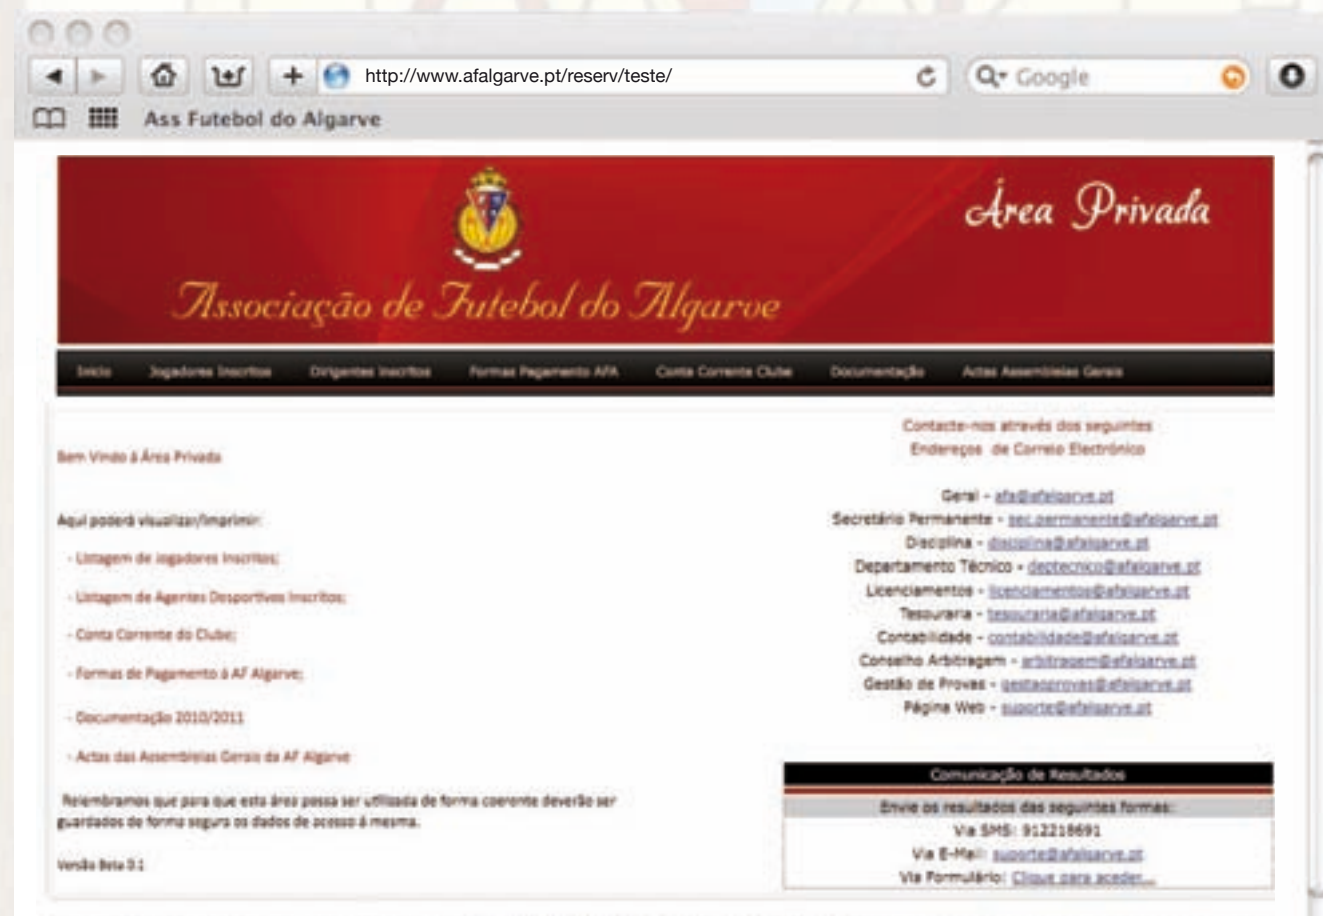 http://www.afalgarve.pt/reserv/teste/
Google
Ass Futebol do Algarve
Área Privada
Associação de Futebol do Algarve
Início Jogadores Inscritos Dirigentes Inscritos Formas Pagamento AFA Conta Corrente Clube Documentação Actas Assembleias Gerais
Bem Vindo á Área Privada
Aqui poderá visualizar/imprimir:
- Listagem de Jogadores Inscritos;
- Listagem de Agentes Desportivos Inscritos;
- Conta Corrente do Clube;
- Formas de Pagamento á AF Algarve;
- Documentação 2010/2011
- Actas das Assembleias Gerais da AF Algarve
Relembramos que para que esta área possa ser utilizada de forma coerente deverão ser
guardados de forma segura os dados de acesso á mesma.
Versão Beta 0.1
Contacte-nos através dos seguintes
Endereços de Correio Electrónico
Geral - afa@afalgarve.pt
Secretário Permanente - sec.permanente@afalgarve.pt
Disciplina - disciplina@afalgarve.pt
Departamento Técnico - deptecnico@afalgarve.pt
Licenciamentos - licenciamentos@afalgarve.pt
Tesouraria - tesouraria@afalgarve.pt
Contabilidade - contabilidade@afalgarve.pt
Conselho Arbitragem - arbitragem@afalgarve.pt
Gestão de Provas - gestaoprovas@afalgarve.pt
Página Web - suporte@afalgarve.pt
Comunicação de Resultados
Envie os resultados das seguintes formas:
Via SMS: 912218691
Via E-Mail: suporte@afalgarve.pt
Via Formulário: Clique para aceder...